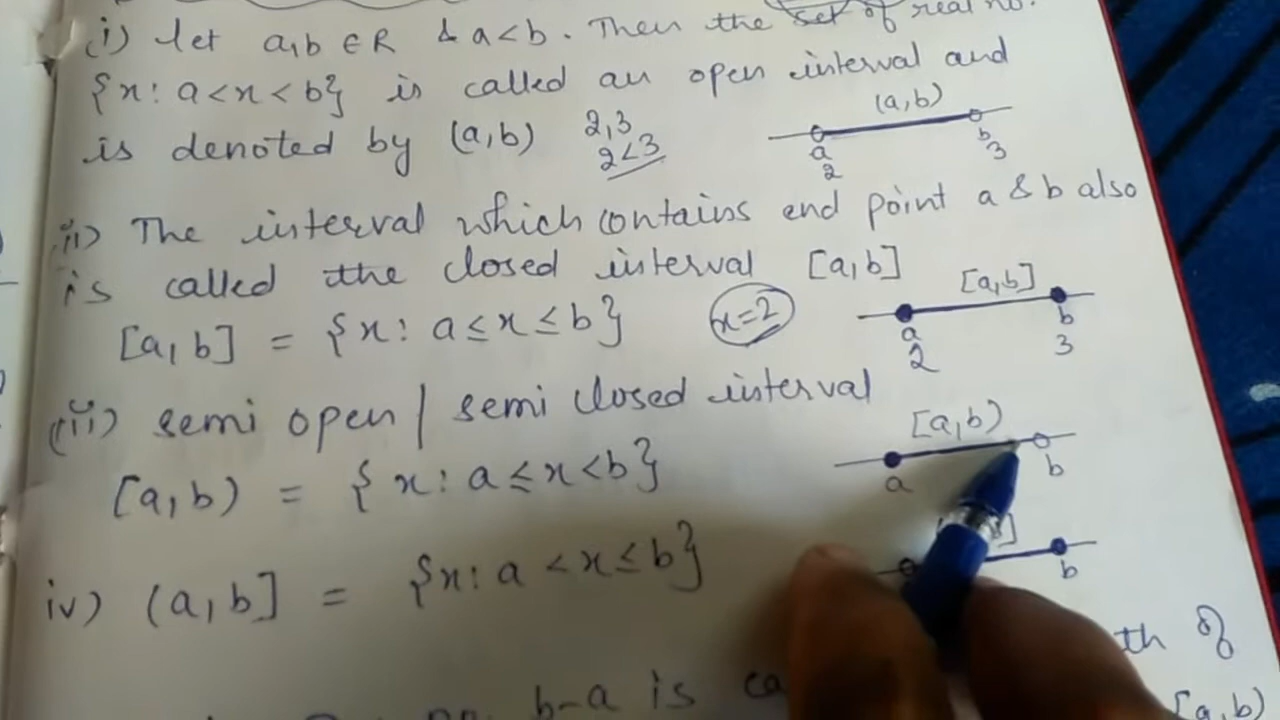 (i) let a,b ∈ R & a<b. Then the set of real no.
{x: a<x<b} is called an open interval and
is denoted by (a,b) 2,3
2<3
(a,b)
a b
2 3
ii) The interval which contains end point a & b also
is called the closed interval [a,b]
[a,b] = {x: a≤x≤b} x=2
[a,b]
a b
2 3
(iii) semi open / semi closed interval
[a,b) = {x: a≤x<b}
[a,b)
a b
iv) (a,b] = {x: a<x≤b}
]
b
b-a is th of
[a,b)